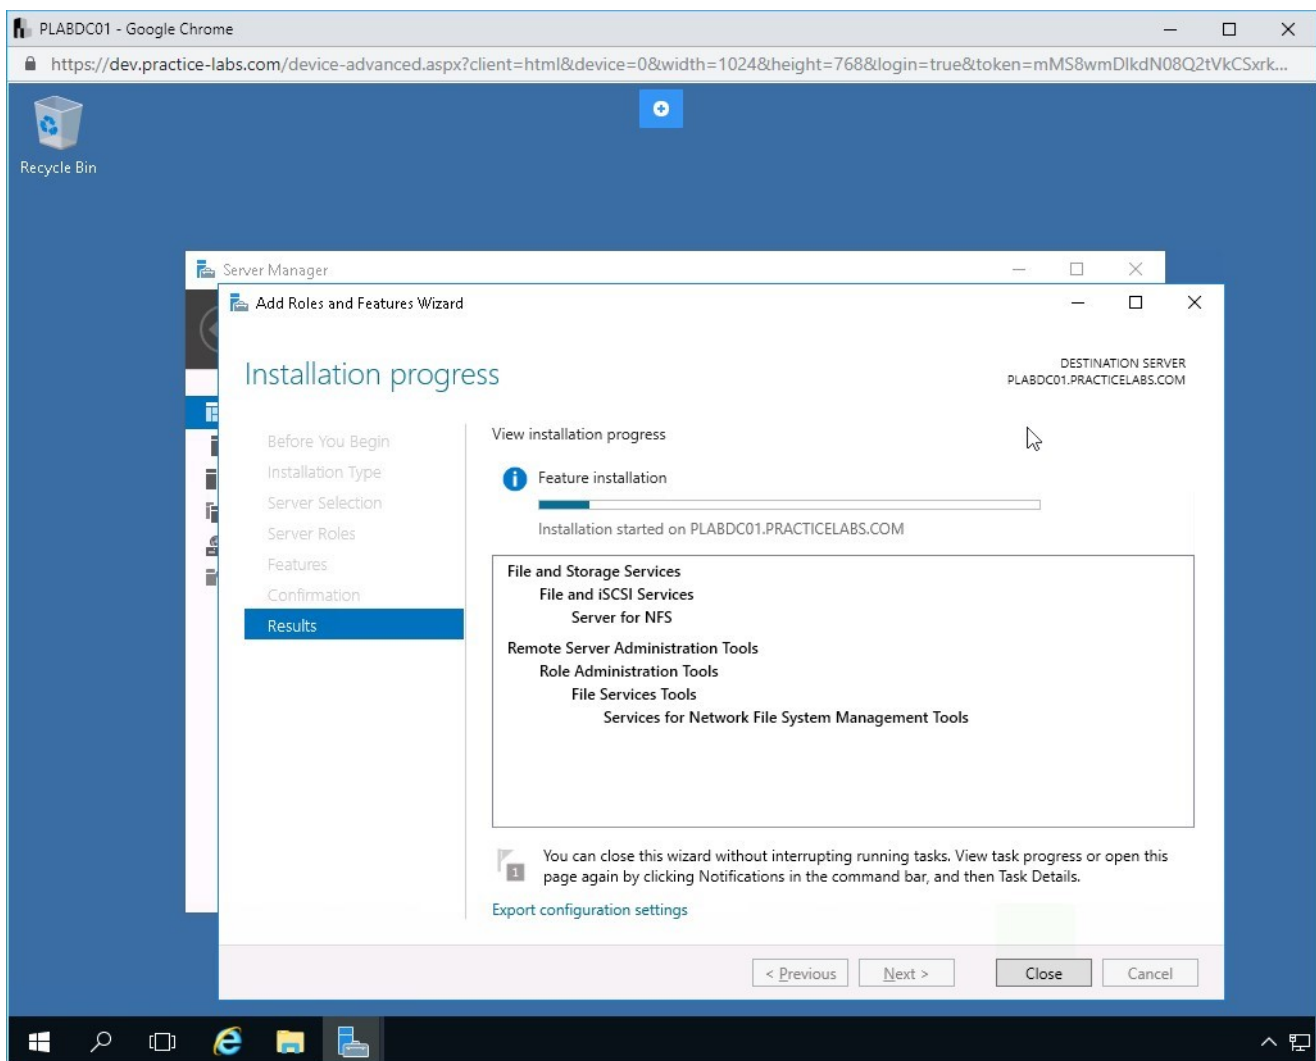 PLABDC01 - Google Chrome
https://dev.practice-labs.com/device-advanced.aspx?client=html&device=0&width=1024&height=768&login=true&token=mMS8wmDlkdN08Q2tVkCSxrk...
Recycle Bin
Server Manager
Add Roles and Features Wizard
Installation progress
DESTINATION SERVER
PLABDC01.PRACTICELABS.COM
Before You Begin
Installation Type
Server Selection
Server Roles
Features
Confirmation
Results
View installation progress
Feature installation
Installation started on PLABDC01.PRACTICELABS.COM
File and Storage Services
File and iSCSI Services
Server for NFS
Remote Server Administration Tools
Role Administration Tools
File Services Tools
Services for Network File System Management Tools
1
You can close this wizard without interrupting running tasks. View task progress or open this
page again by clicking Notifications in the command bar, and then Task Details.
Export configuration settings
< Previous
Next >
Close
Cancel